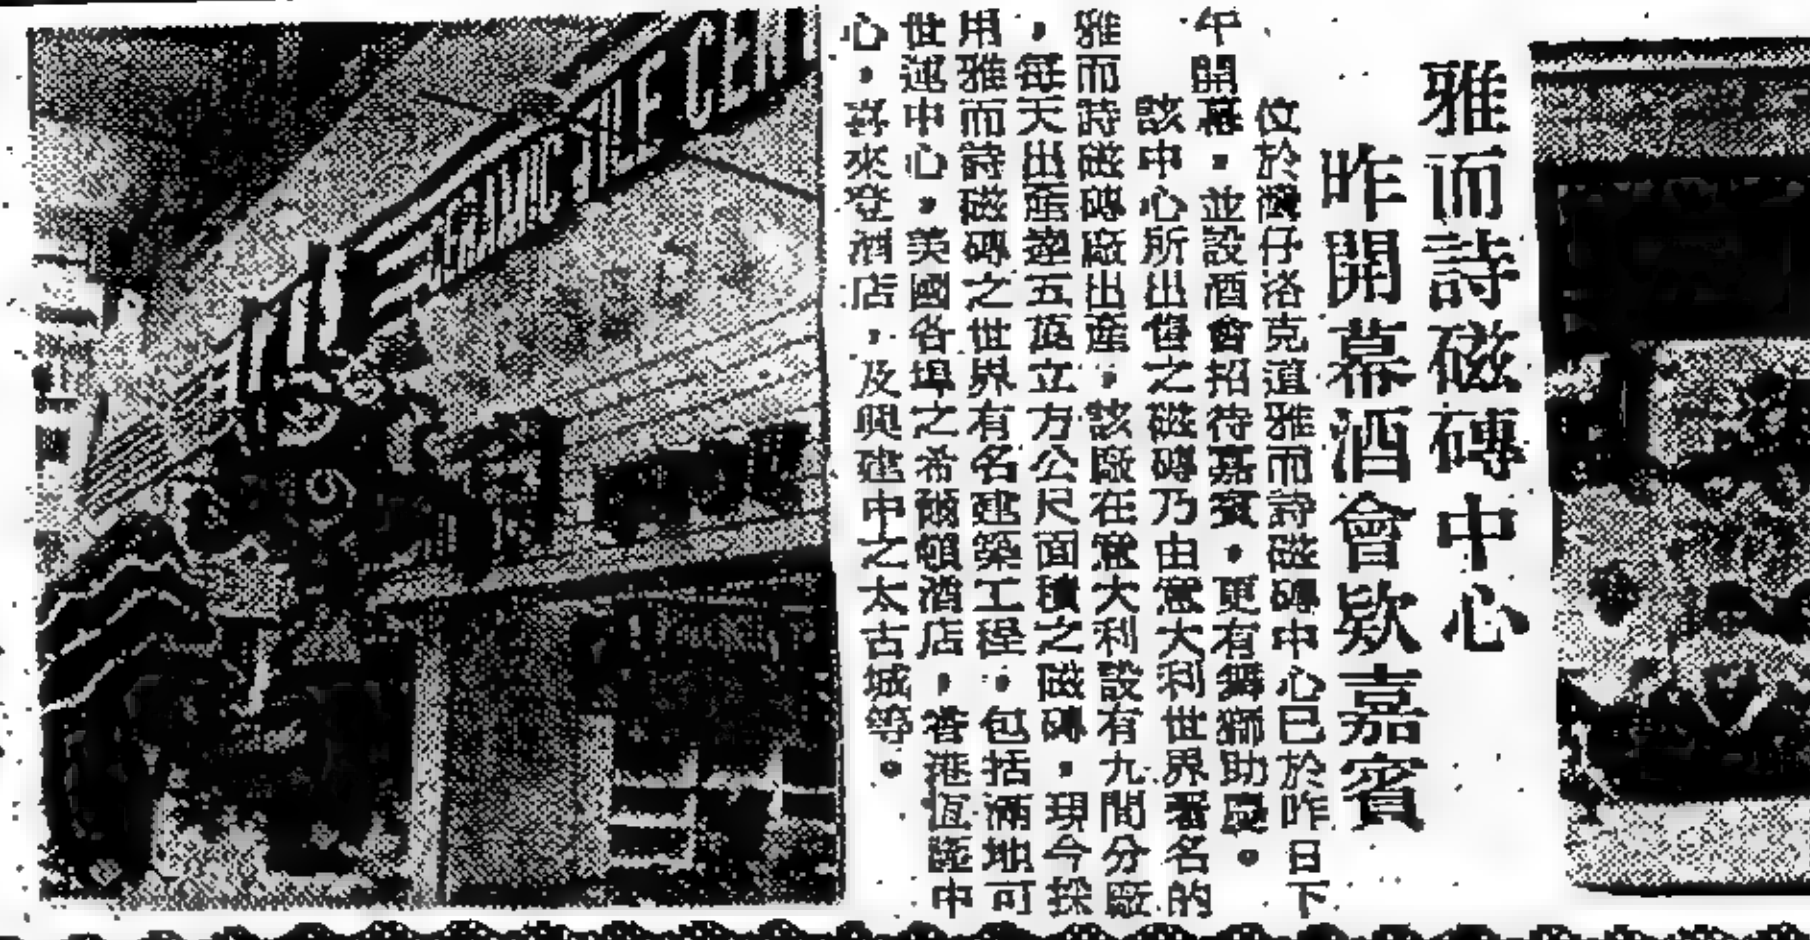 雅而詩磁磚中心
昨開幕酒會欵嘉賓
位於灣仔洛克道雅而詩磁磚中心已於昨日下
午開幕，並設酒會招待嘉賓，更有舞獅助慶。
該中心所出售之磁磚乃由意大利世界著名的
雅而詩磁磚廠出產，該廠在意大利設有九間分廠
，每天出產達五萬立方公尺面積之磁磚，現今採
用雅而詩磁磚之世界有名建築工程，包括滿地可
世運中心，美國各埠之希爾頓酒店，香港恆 中
心，喜來登酒店，及興建中之太古城等。
CERAMIC TILE CENT